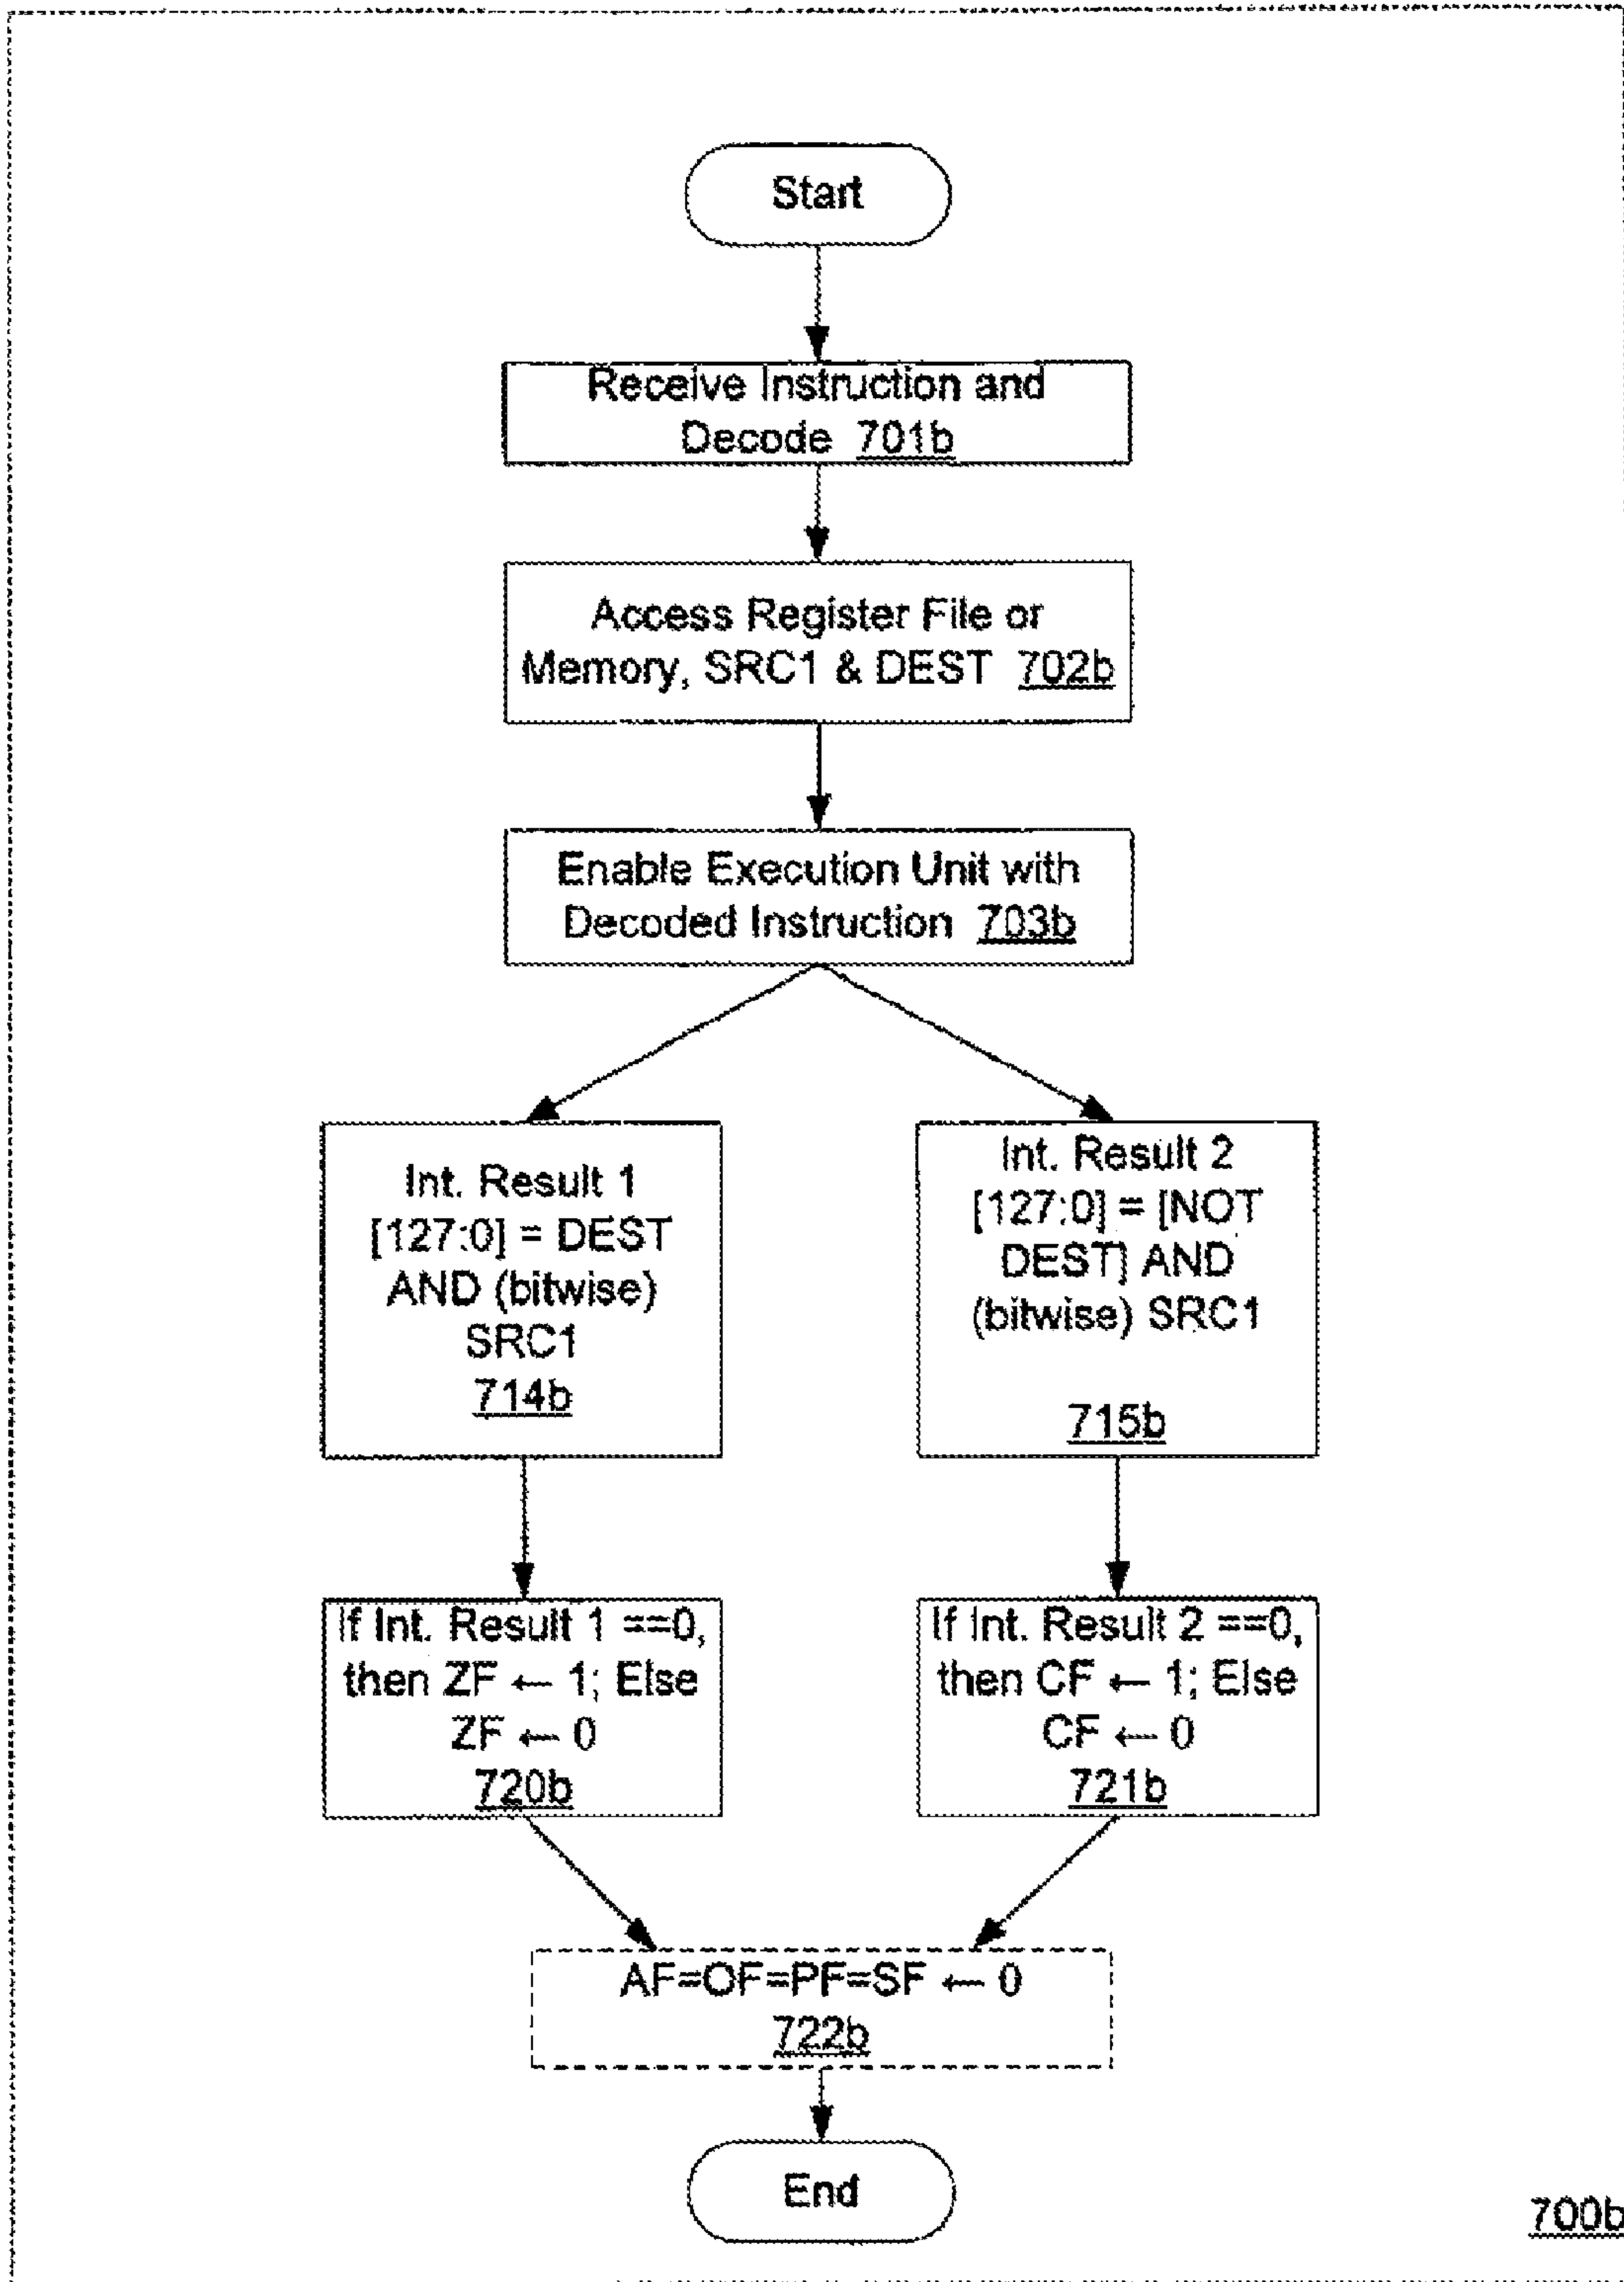 Start
Receive Instruction and
Decode 701b
Access Register File or
Memory, SRC1 & DEST 702b
Enable Execution Unit with
Decoded Instruction 703b
Int. Result 1
[127:0] = DEST
AND (bitwise)
SRC1
714b
Int. Result 2
[127:0] = [NOT
DEST] AND
(bitwise) SRC1
715b
If Int. Result 1 ==0,
then ZF ← 1; Else
ZF ← 0
720b
If Int. Result 2 ==0,
then CF ← 1; Else
CF ← 0
721b
AF=OF=PF=SF ← 0
722b
End
700b